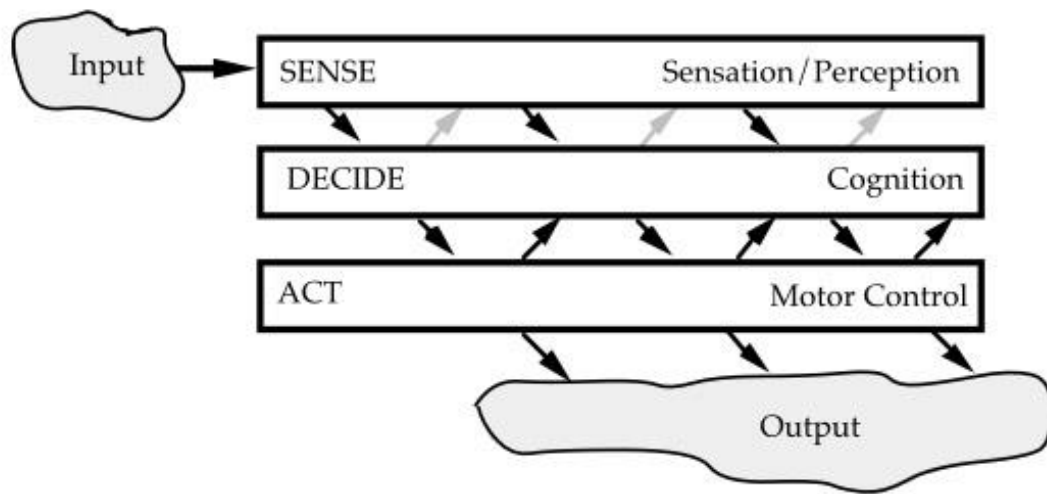 Input
SENSE Sensation/Perception
DECIDE Cognition
ACT Motor Control
Output